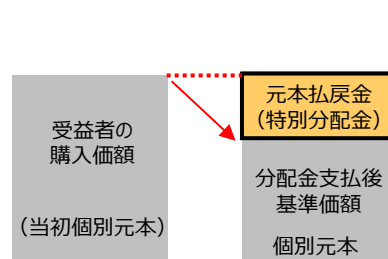 受益者の
購入価額
（当初個別元本）
元本払戻金
（特別分配金）
分配金支払後
基準価額
個別元本